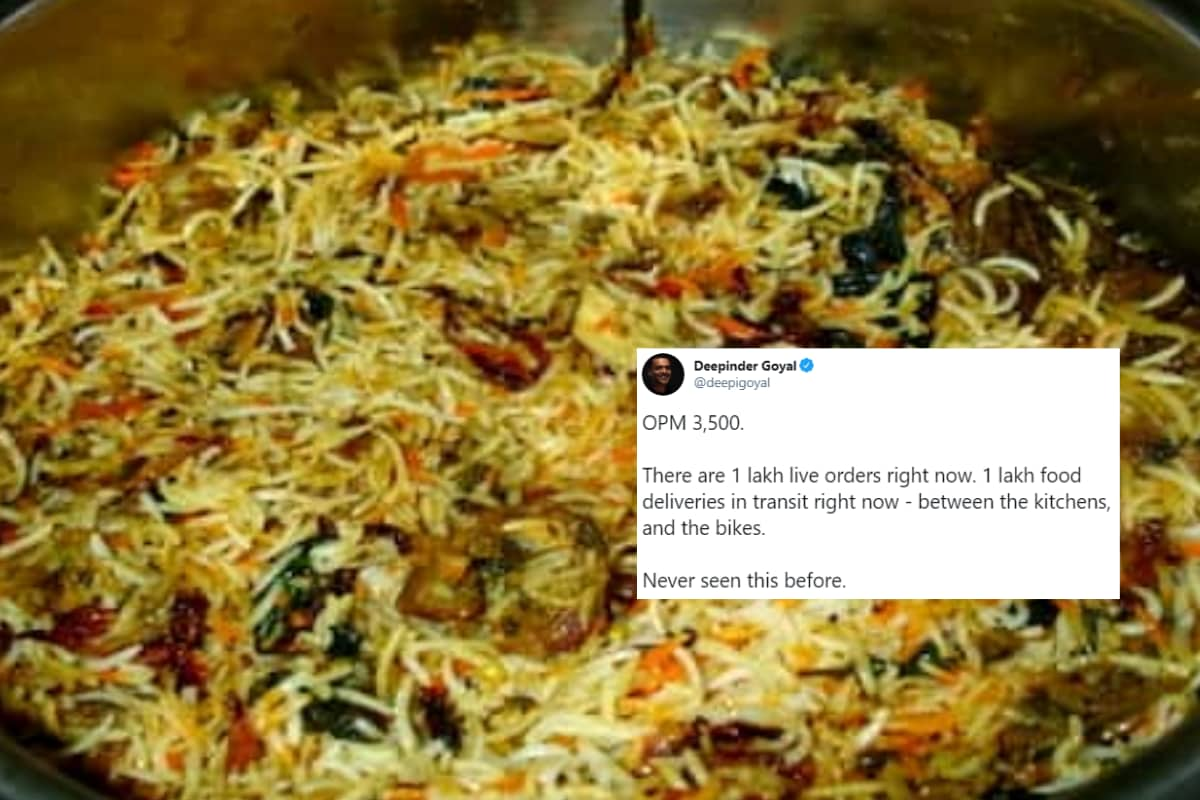 Deepinder Goyal
@deepigoyal
OPM 3,500.
There are 1 lakh live orders right now. 1 lakh food
deliveries in transit right now - between the kitchens,
and the bikes.
Never seen this before.